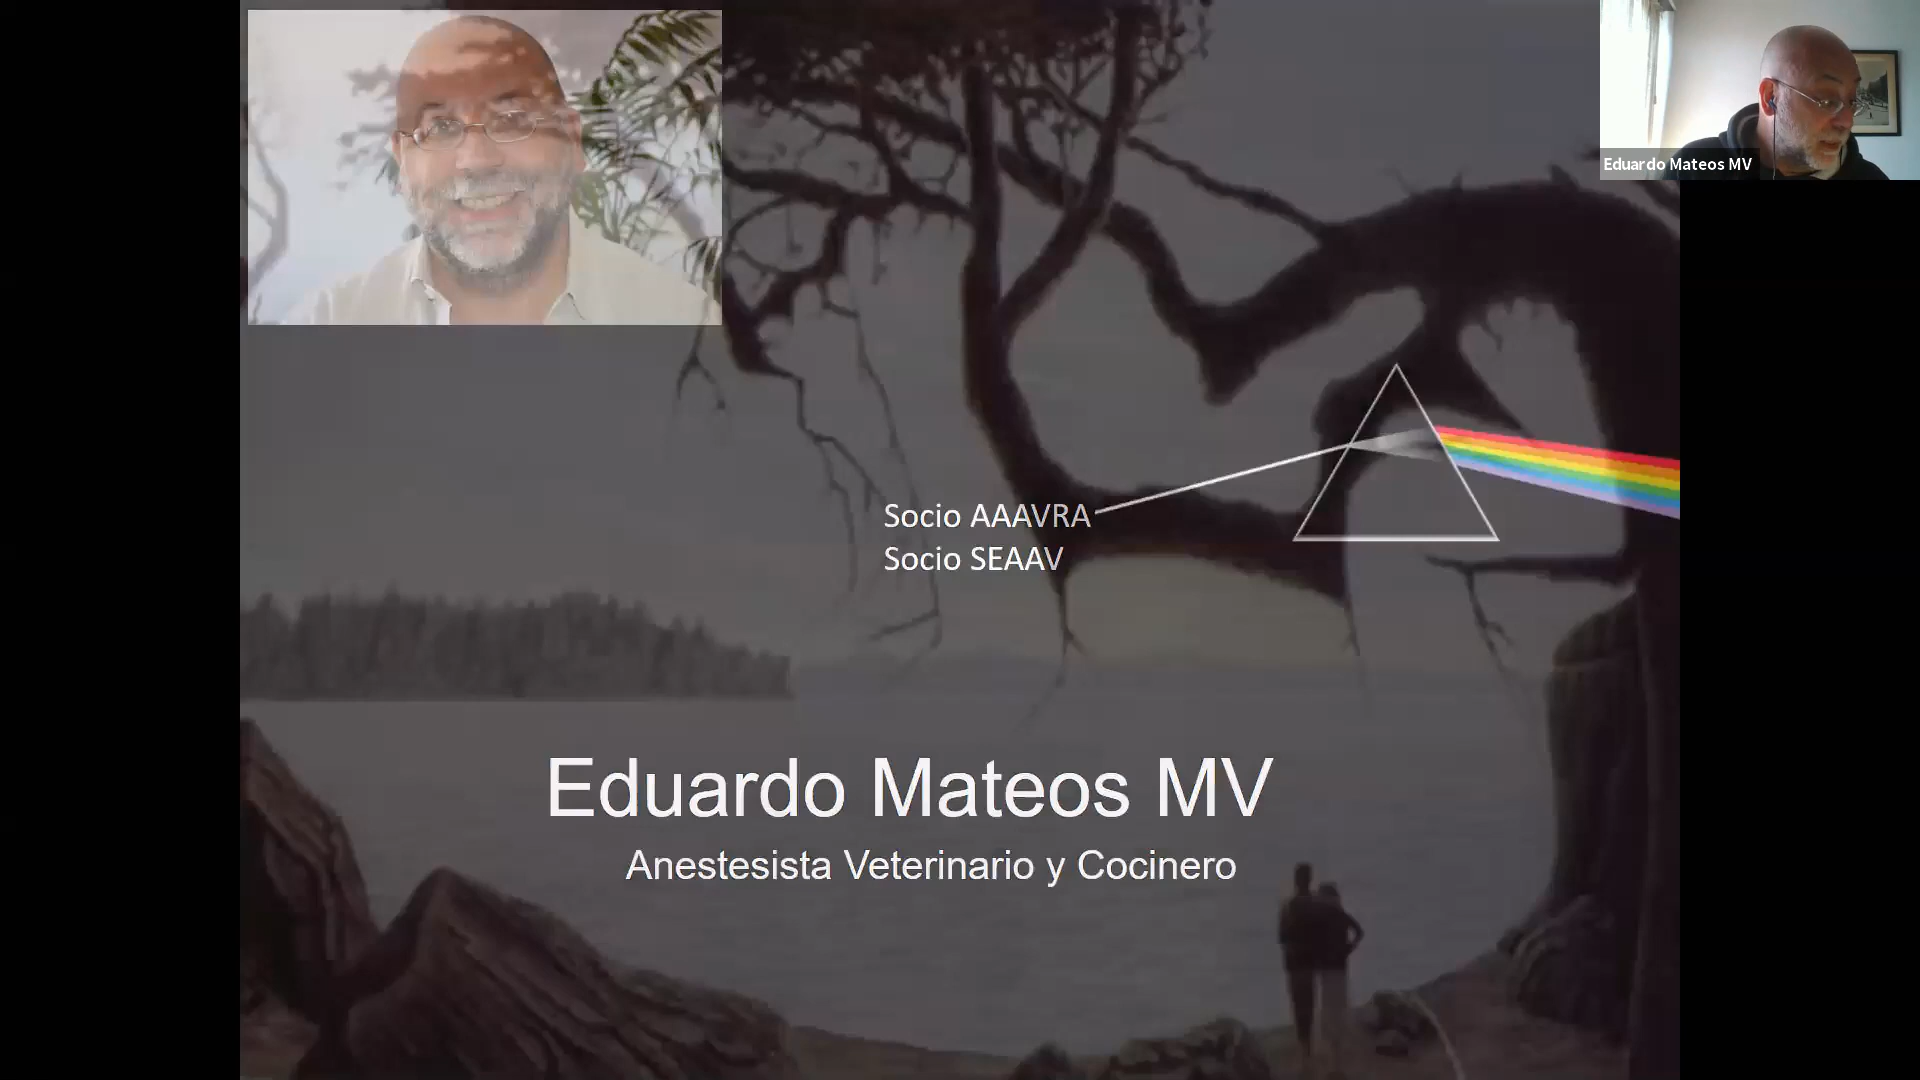 Eduardo Mateos MV
Socio AAAVRA
Socio SEAAV
Eduardo Mateos MV
Anestesista Veterinario y Cocinero